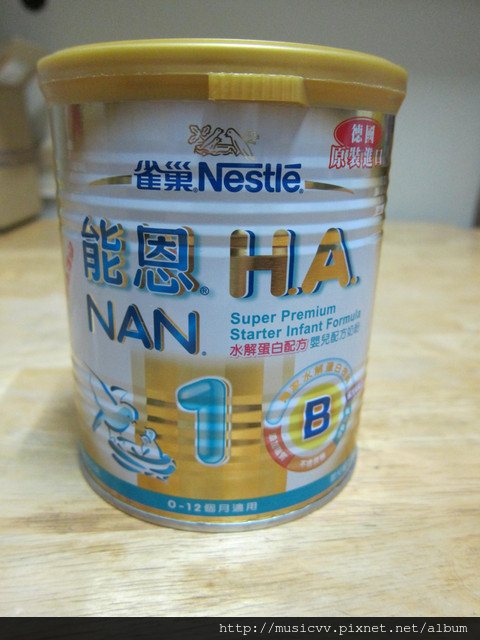 德國
原裝進口
雀巢 Nestlé
能恩® H.A.
NAN®
Super Premium
Starter Infant Formula
水解蛋白配方 嬰兒配方奶粉
1
B
0-12個月適用
http://musicvv.pixnet.net/album